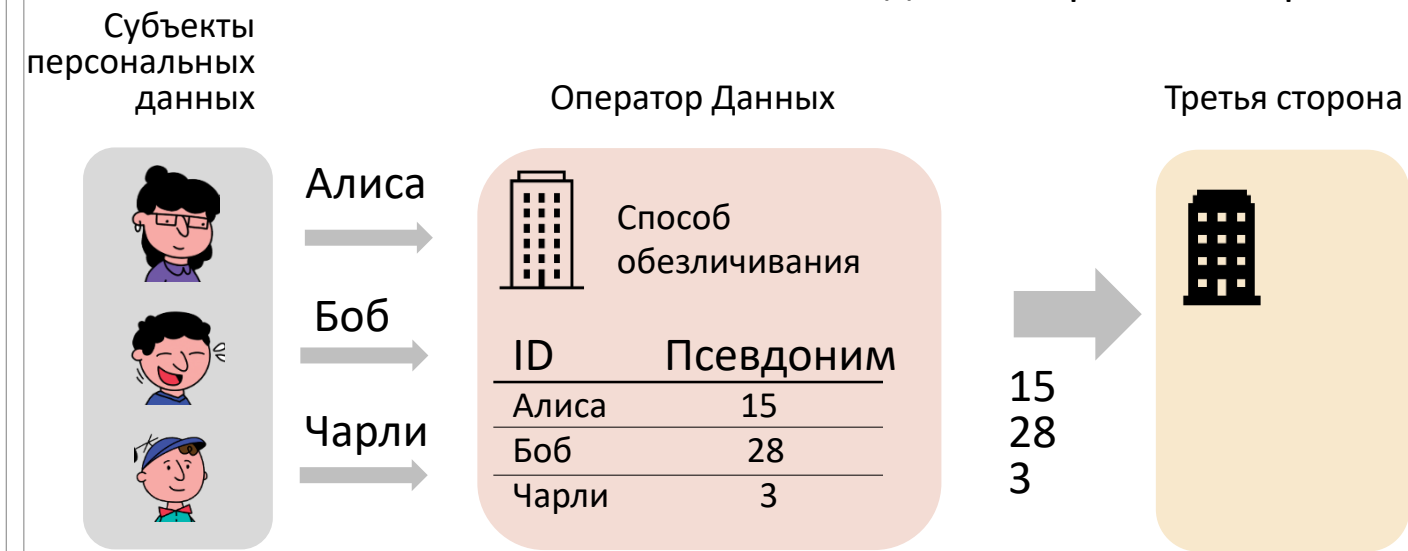 Субъекты
персональных
данных
Оператор Данных
Третья сторона
Алиса
Боб
Чарли
Способ
обезличивания
ID Псевдоним
Алиса 15
Боб 28
Чарли 3
15
28
3